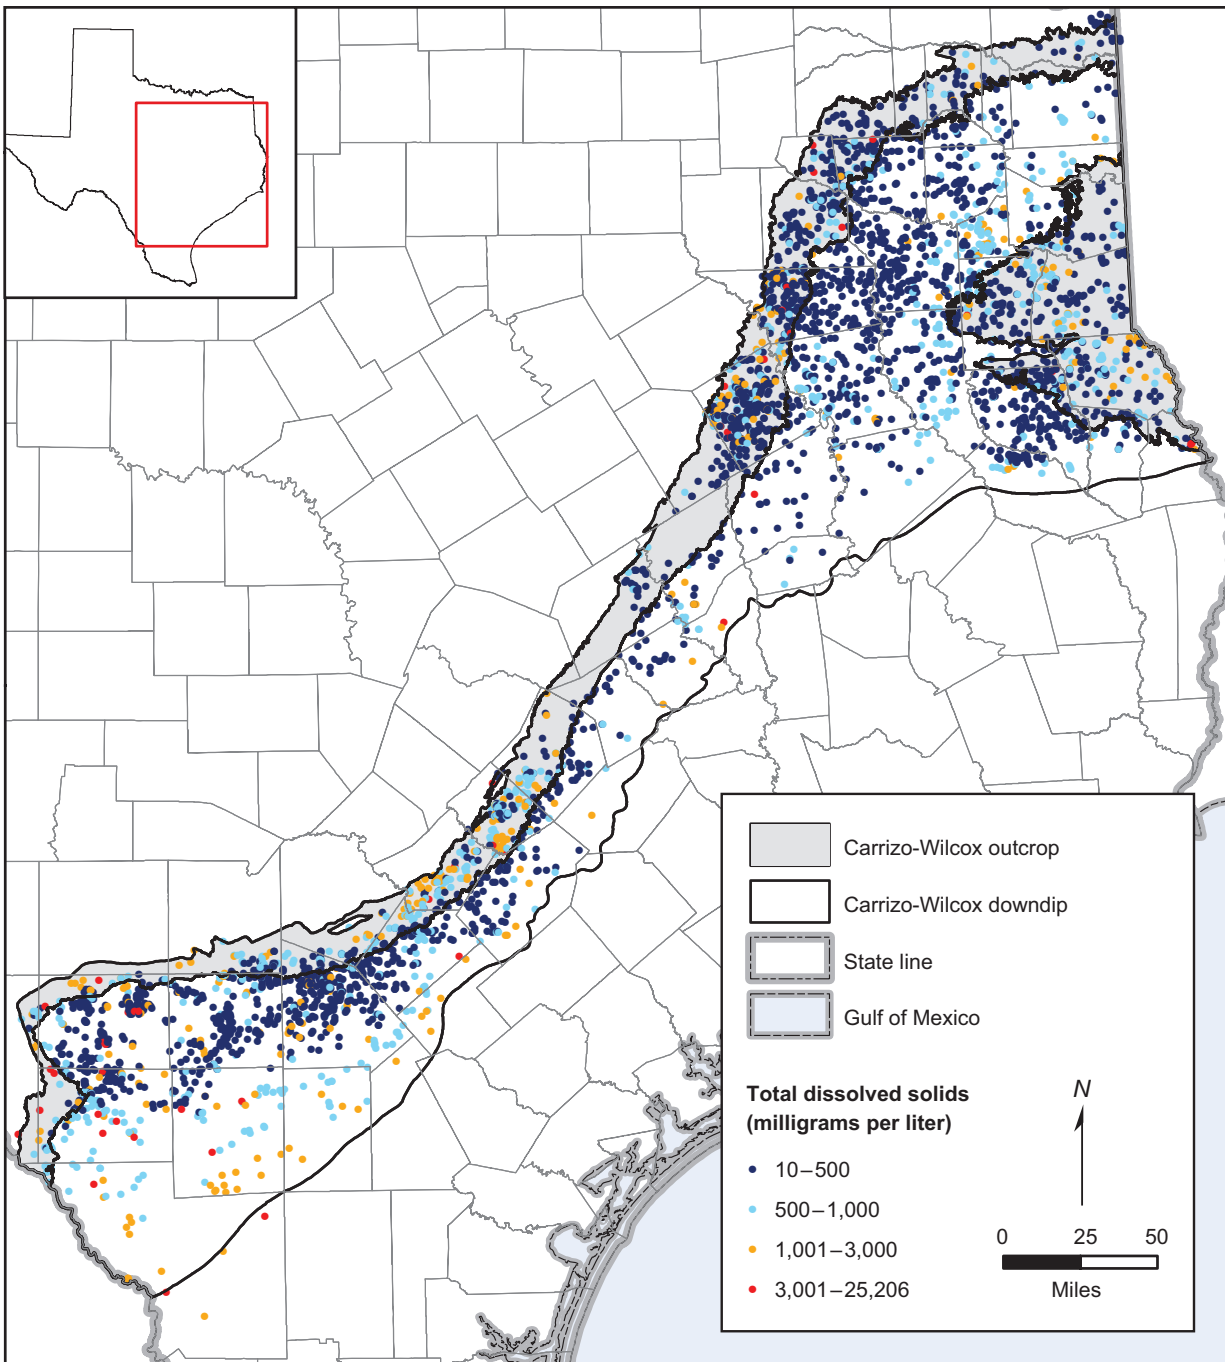 Carrizo-Wilcox outcrop
Carrizo-Wilcox downdip
State line
Gulf of Mexico
Total dissolved solids
(milligrams per liter)
10–500
500–1,000
1,001–3,000
3,001–25,206
N
0 25 50
Miles